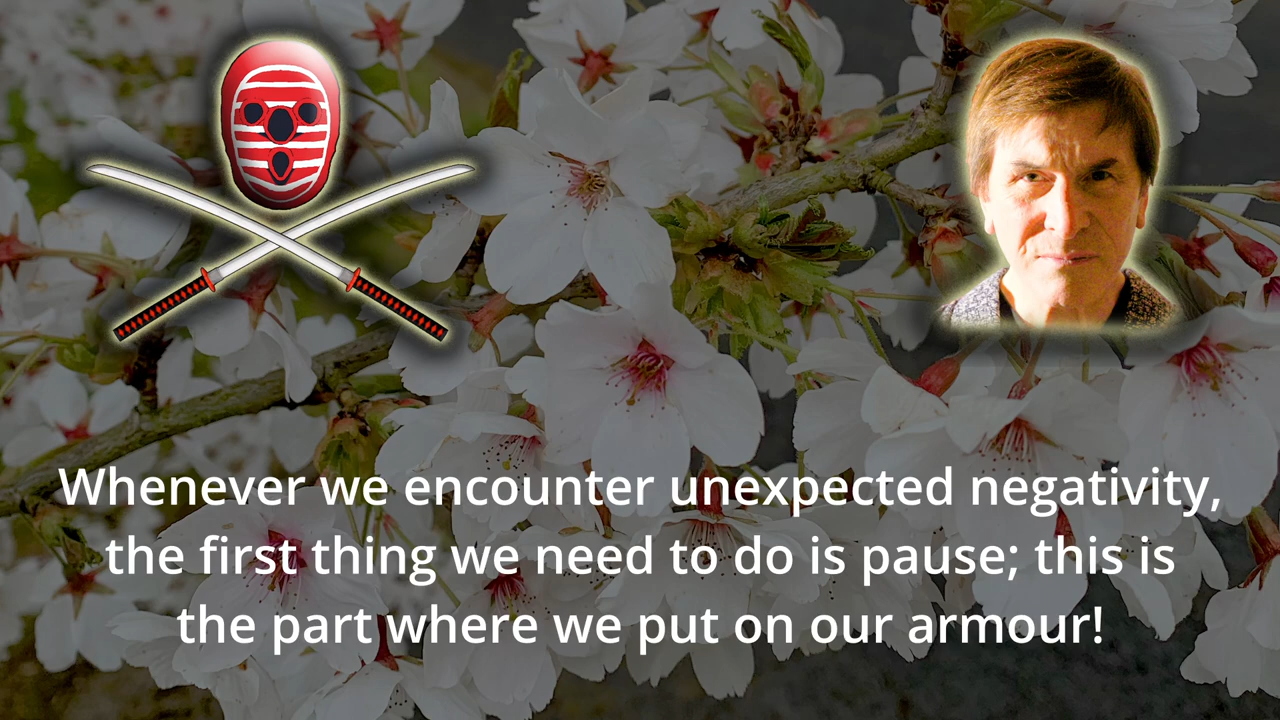 Whenever we encounter unexpected negativity,
the first thing we need to do is pause; this is
the part where we put on our armour!